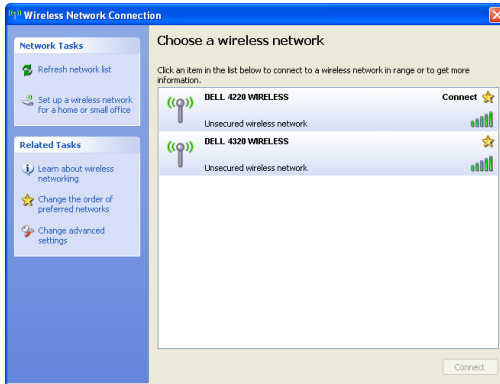 Wireless Network Connection
Network Tasks
Refresh network list
Set up a wireless network
for a home or small office
Related Tasks
Learn about wireless
networking
Change the order of
preferred networks
Change advanced
settings
Choose a wireless network
Click an item in the list below to connect to a wireless network in range or to get more
information.
DELL 4220 WIRELESS
Connect
Unsecured wireless network
DELL 4320 WIRELESS
Unsecured wireless network
Connect